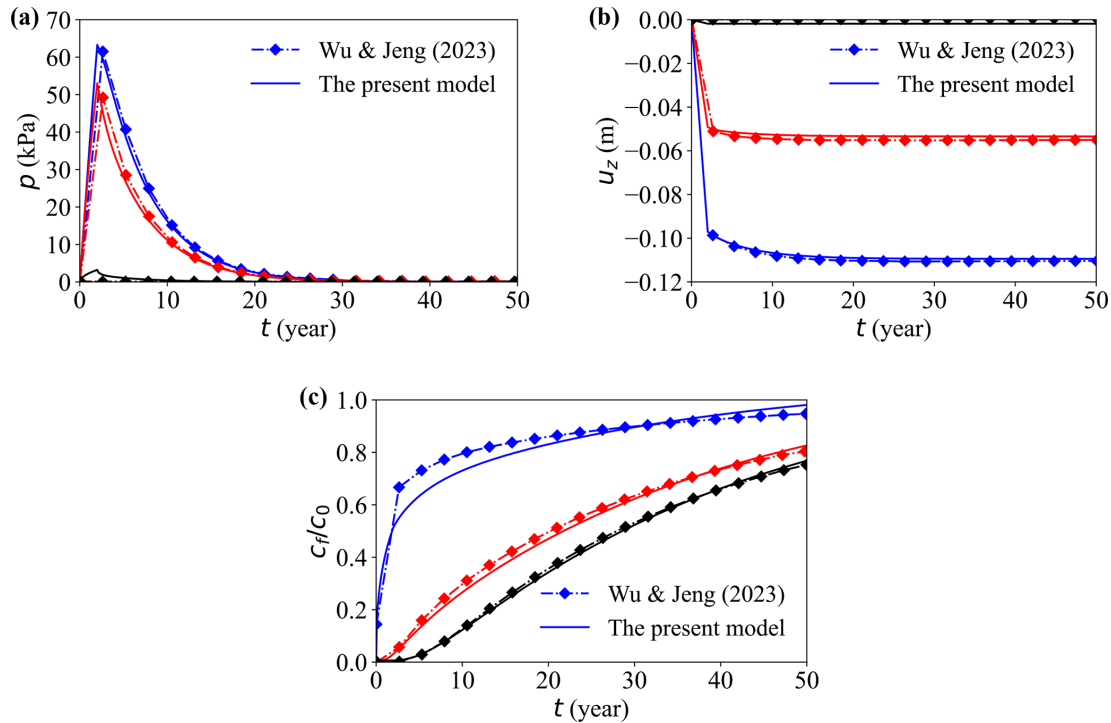 (a)
70
60
50
40
30
20
10
0
p (kPa)
Wu & Jeng (2023)
The present model
0 10 20 30 40 50
t (year)
(b)
0.00
−0.02
−0.04
−0.06
−0.08
−0.10
−0.12
u_z (m)
Wu & Jeng (2023)
The present model
0 10 20 30 40 50
t (year)
(c)
1.0
0.8
0.6
0.4
0.2
0.0
c_f/c_0
Wu & Jeng (2023)
The present model
0 10 20 30 40 50
t (year)